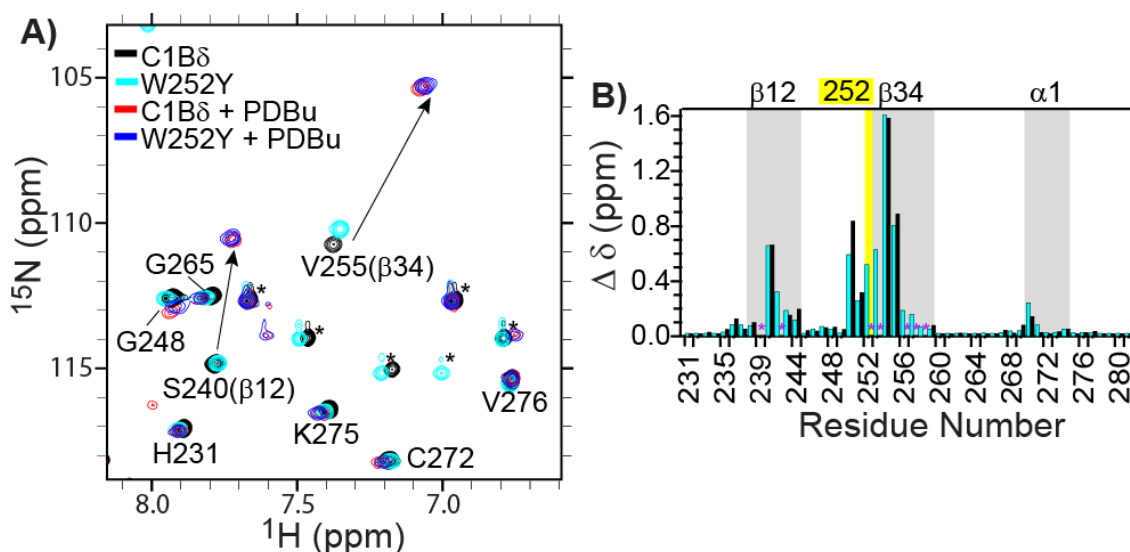 A)
C1Bδ
W252Y
C1Bδ + PDBu
W252Y + PDBu
105
110
115
15N (ppm)
V255(β34)
G265
G248
S240(β12)
H231
K275
C272
V276
*
*
*
*
*
*
8.0 7.5 7.0
1H (ppm)
B)
β12 252 β34 α1
1.6
1.2
0.8
0.4
0.0
Δ δ (ppm)
* * * * * * *
231 235 239 244 248 252 256 260 264 268 272 276 280
Residue Number